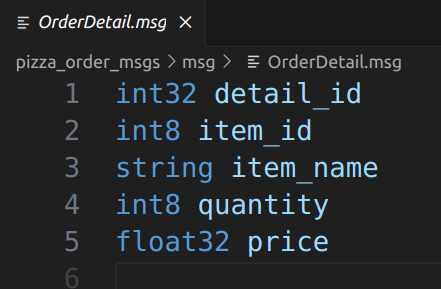 OrderDetail.msg
pizza_order_msgs > msg > OrderDetail.msg
1 int32 detail_id
2 int8 item_id
3 string item_name
4 int8 quantity
5 float32 price
6